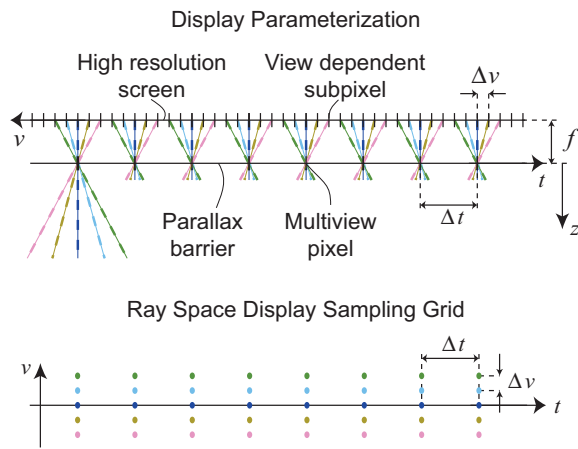 Display Parameterization
High resolution
screen
View dependent
subpixel
Δv
v
f
t
Parallax
barrier
Multiview
pixel
Δt
z
Ray Space Display Sampling Grid
v
Δt
Δv
t